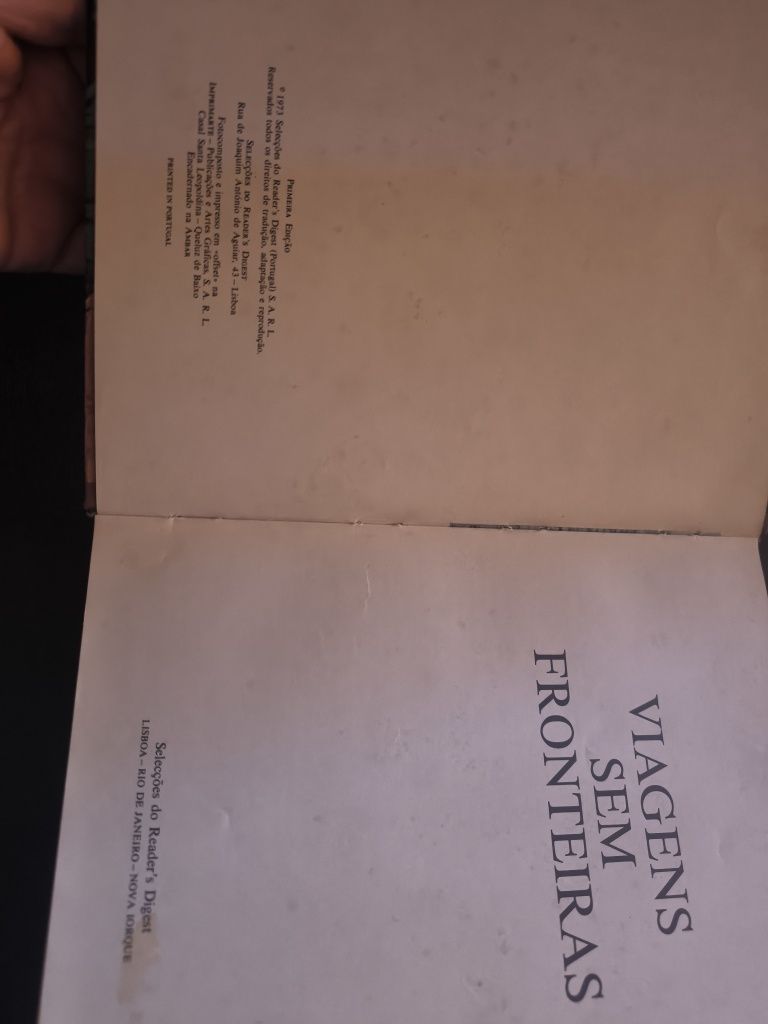 PRIMEIRA EDIÇÃO
© 1973 Selecções do Reader's Digest (Portugal) S. A. R. L.
Reservados todos os direitos de tradução, adaptação e reprodução.
SELECÇÕES DO READER'S DIGEST
Rua de Joaquim António de Aguiar, 43 – Lisboa
Fotocomposto e impresso em «offset» na
IMPRIMARTE – Publicações e Artes Gráficas, S. A. R. L.
Casal Santa Leopoldina – Queluz de Baixo
Encadernado na AMBAR
PRINTED IN PORTUGAL
VIAGENS
SEM
FRONTEIRAS
Selecções do Reader's Digest
LISBOA – RIO DE JANEIRO – NOVA IORQUE